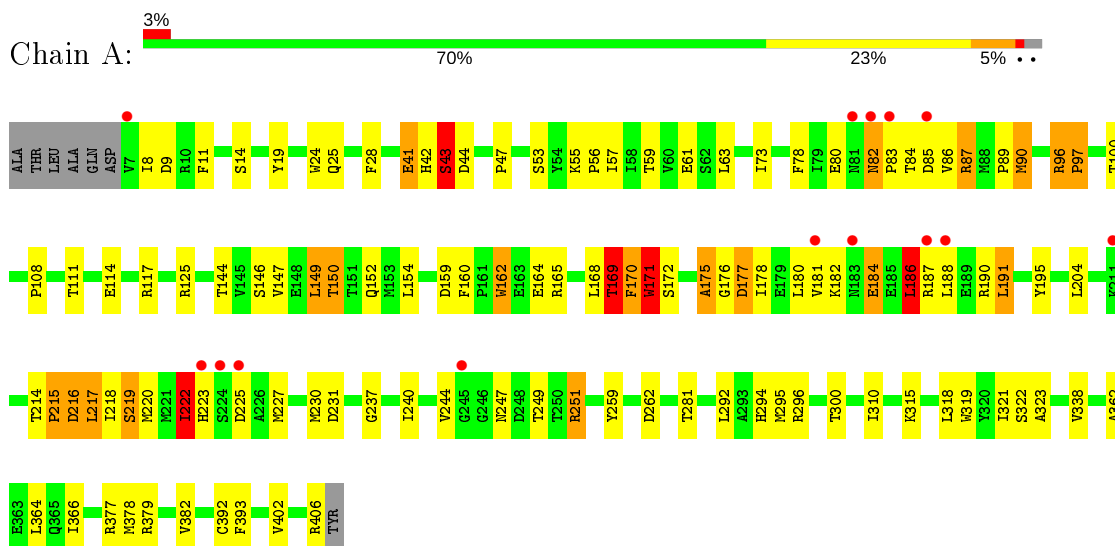 3%
Chain A:
70% 23% 5% • •
ALA THR LEU ALA GLN ASP V7 I8 D9 R10 F11 S14 Y19 W24 Q25 F28 E41 H42 S43 D44 P47 S53 Y54 K55 P56 I57 I58 T59 V60 E61 S62 L63 I73 F78 I79 E80 N81 N82 P83 T84 D85 V86 R87 M88 P89 M90 R96 P97 T100
P108 T111 E114 R117 R125 T144 V145 S146 V147 E148 L149 T150 T151 Q152 M153 L154 D159 F160 P161 W162 E163 E164 R165 L168 T169 F170 W171 S172 A175 G176 D177 I178 E179 L180 V181 K182 N183 E184 E185 L186 R187 L188 E189 R190 L191 Y195 L204 K211
T214 P215 D216 L217 I218 S219 M220 M221 I222 H223 S224 D225 A226 M227 M230 D231 G237 I240 V244 G245 G246 N247 D248 T249 T250 R251 Y259 D262 T281 L292 A293 H294 M295 R296 T300 I310 K315 L318 W319 Y320 I321 S322 A323 V338 A362
E363 L364 Q365 I366 R377 M378 R379 V382 C392 F393 V402 R406 TYR